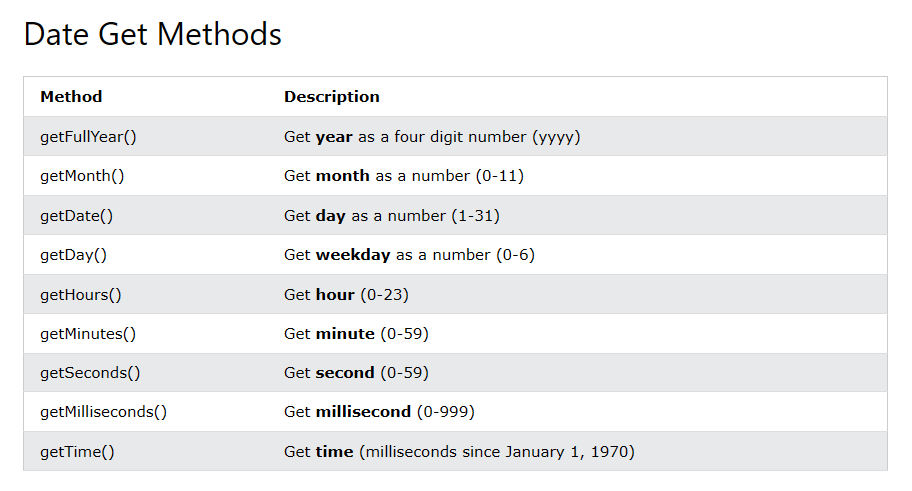 Date Get Methods
Method Description
getFullYear() Get year as a four digit number (yyyy)
getMonth() Get month as a number (0-11)
getDate() Get day as a number (1-31)
getDay() Get weekday as a number (0-6)
getHours() Get hour (0-23)
getMinutes() Get minute (0-59)
getSeconds() Get second (0-59)
getMilliseconds() Get millisecond (0-999)
getTime() Get time (milliseconds since January 1, 1970)